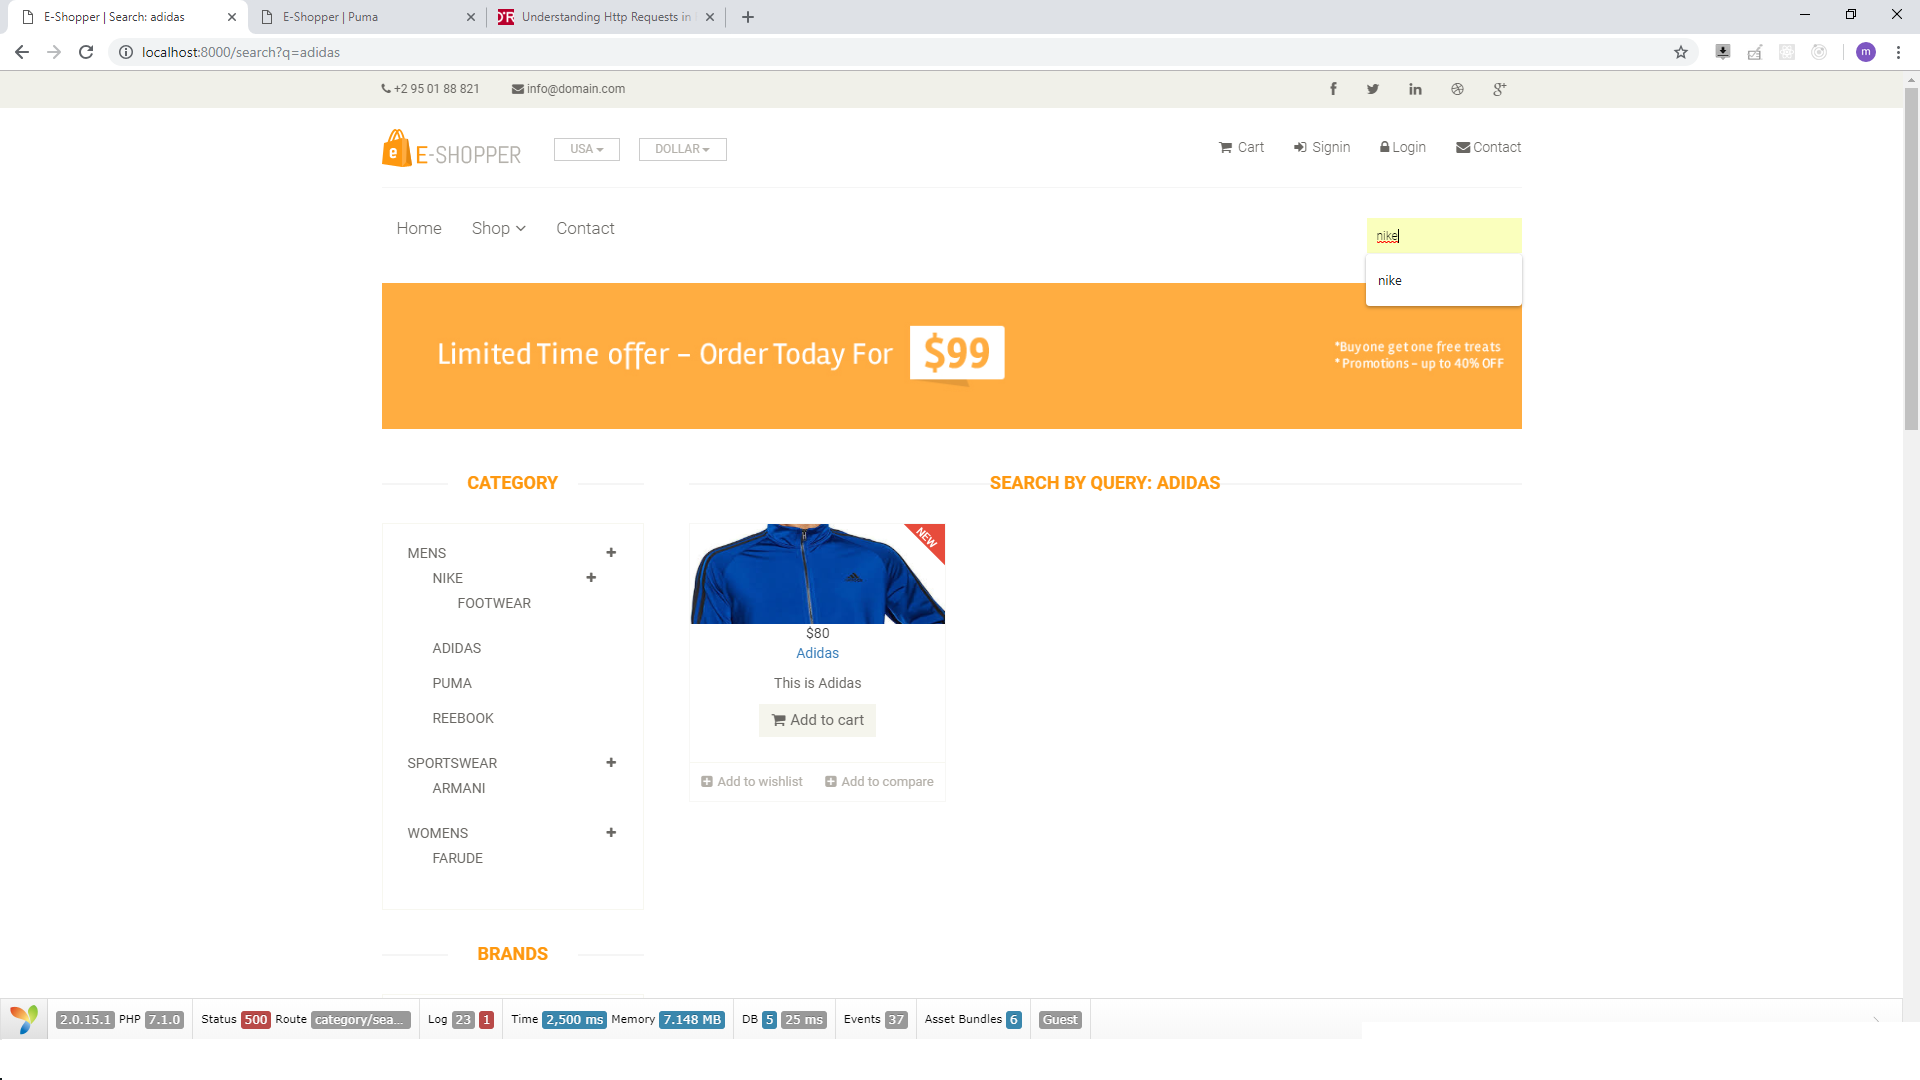 E-Shopper | Search: adidas
E-Shopper | Puma
Understanding Http Requests in
localhost:8000/search?q=adidas
m
+2 95 01 88 821
info@domain.com
e E-SHOPPER
USA
DOLLAR
Cart
Signin
Login
Contact
Home
Shop
Contact
nike
nike
Limited Time offer – Order Today For $99
*Buy one get one free treats
* Promotions – up to 40% OFF
CATEGORY
SEARCH BY QUERY: ADIDAS
MENS
NIKE
FOOTWEAR
ADIDAS
PUMA
REEBOOK
SPORTSWEAR
ARMANI
WOMENS
FARUDE
NEW
$80
Adidas
This is Adidas
Add to cart
Add to wishlist
Add to compare
BRANDS
2.0.15.1 PHP 7.1.0 Status 500 Route category/sea... Log 23 1 Time 2,500 ms Memory 7.148 MB DB 5 25 ms Events 37 Asset Bundles 6 Guest